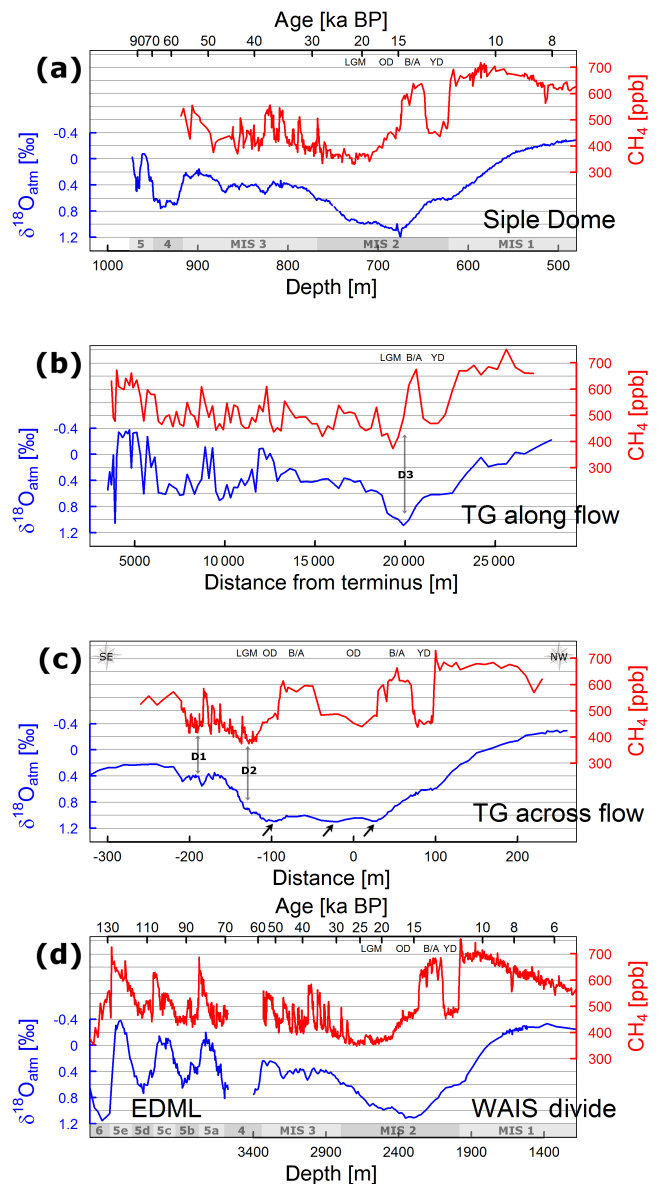 Age [ka BP]
90 70 60 50 40 30 20 15 10 8
(a)
LGM OD B/A YD
700
600
500
400
300
CH4 [ppb]
-0.4
0
0.4
0.8
1.2
δ18Oatm [‰]
Siple Dome
5 4 MIS 3 MIS 2 MIS 1
1000 900 800 700 600 500
Depth [m]
(b)
LGM B/A YD
700
600
500
400
300
CH4 [ppb]
-0.4
0
0.4
0.8
1.2
δ18Oatm [‰]
D3
TG along flow
5000 10 000 15 000 20 000 25 000
Distance from terminus [m]
(c)
SE NW
LGM OD B/A OD B/A YD
700
600
500
400
300
CH4 [ppb]
-0.4
0
0.4
0.8
1.2
δ18Oatm [‰]
D1 D2
TG across flow
-300 -200 -100 0 100 200
Distance [m]
Age [ka BP]
130 110 90 70 60 50 40 30 25 20 15 10 8 6
(d)
LGM OD B/A YD
700
600
500
400
300
CH4 [ppb]
-0.4
0
0.4
0.8
1.2
δ18Oatm [‰]
EDML WAIS divide
6 5e 5d 5c 5b 5a 4 MIS 3 MIS 2 MIS 1
3400 2900 2400 1900 1400
Depth [m]